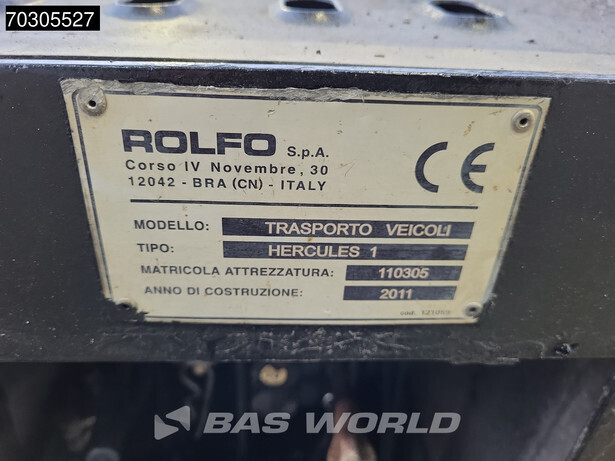 70305527
ROLFO S.p.A.
Corso IV Novembre, 30
12042 - BRA (CN) - ITALY
CE
MODELLO: TRASPORTO VEICOLI
TIPO: HERCULES 1
MATRICOLA ATTREZZATURA: 110305
ANNO DI COSTRUZIONE: 2011
cod.
BAS WORLD